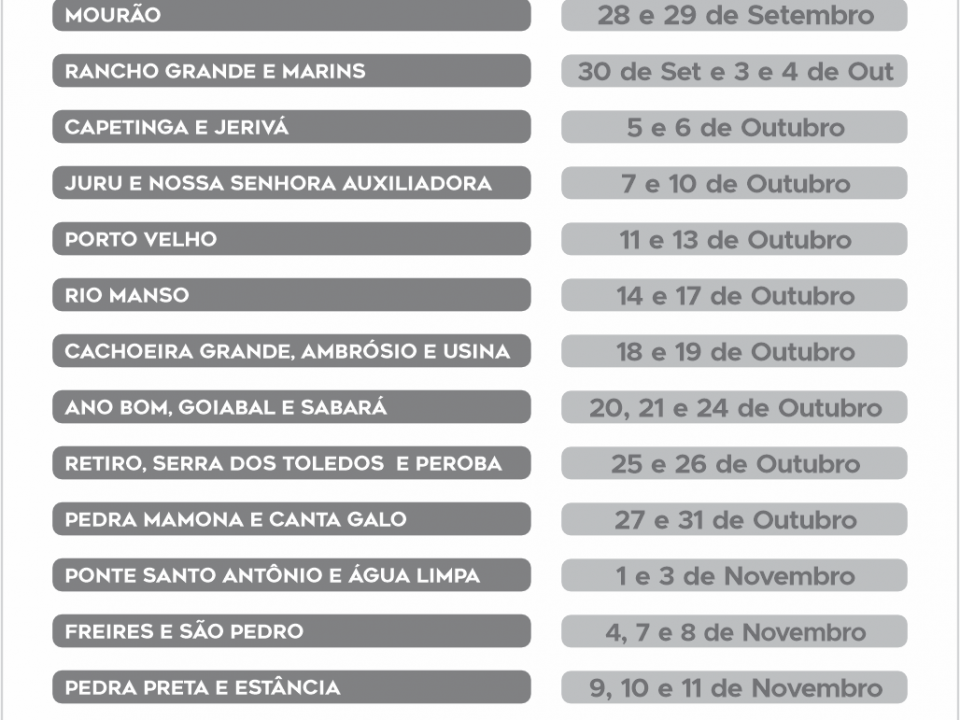 MOURÃO 28 e 29 de Setembro
RANCHO GRANDE E MARINS 30 de Set e 3 e 4 de Out
CAPETINGA E JERIVÁ 5 e 6 de Outubro
JURU E NOSSA SENHORA AUXILIADORA 7 e 10 de Outubro
PORTO VELHO 11 e 13 de Outubro
RIO MANSO 14 e 17 de Outubro
CACHOEIRA GRANDE, AMBRÓSIO E USINA 18 e 19 de Outubro
ANO BOM, GOIABAL E SABARÁ 20, 21 e 24 de Outubro
RETIRO, SERRA DOS TOLEDOS E PEROBA 25 e 26 de Outubro
PEDRA MAMONA E CANTA GALO 27 e 31 de Outubro
PONTE SANTO ANTÔNIO E ÁGUA LIMPA 1 e 3 de Novembro
FREIRES E SÃO PEDRO 4, 7 e 8 de Novembro
PEDRA PRETA E ESTÂNCIA 9, 10 e 11 de Novembro